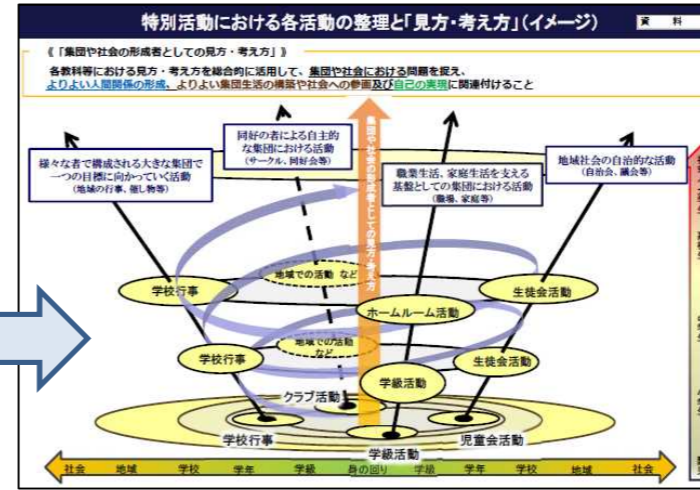 特別活動における各活動の整理と「見方・考え方」(イメージ)
資 料
《「集団や社会の形成者としての見方・考え方」》
各教科等における見方・考え方を総合的に活用して、集団や社会における問題を捉え、
よりよい人間関係の形成、よりよい集団生活の構築や社会への参画及び自己の実現に関連付けること
様々な者で構成される大きな集団で
一つの目標に向かっていく活動
(地域の行事、催し物等)
同好の者による自主的
な集団における活動
(サークル、同好会等)
集団や社会の形成者としての見方・考え方
職業生活、家庭生活を支える
基盤としての集団における活動
(職場、家庭等)
地域社会の自治的な活動
(自治会、議会等)
学校行事
地域での活動 など
ホームルーム活動
生徒会活動
学校行事
地域での活動
など
学級活動
生徒会活動
クラブ活動
学校行事
学級活動
児童会活動
社会 地域 学校 学年 学級 身の回り 学級 学年 学校 地域 社会